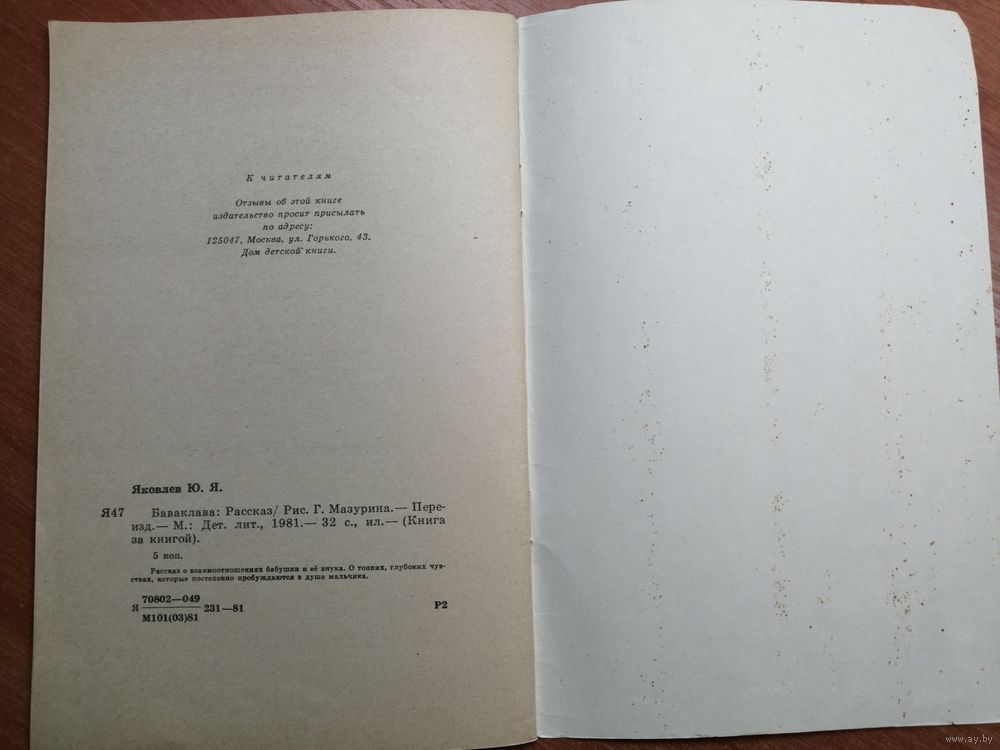 К читателям
Отзывы об этой книге
издательство просит присылать
по адресу:
125047, Москва, ул. Горького, 43.
Дом детской книги.
Яковлев Ю. Я.
Я47 Баваклава: Рассказ/ Рис. Г. Мазурина.— Пере-
изд.— М.: Дет. лит., 1981.— 32 с., ил.— (Книга
за книгой).
5 коп.
Рассказ о взаимоотношениях бабушки и её внука. О тонких, глубоких чув-
ствах, которые постепенно пробуждаются в душе мальчика.
70802—049
Я 231—81 Р2
М101(03)81
www.ay.by